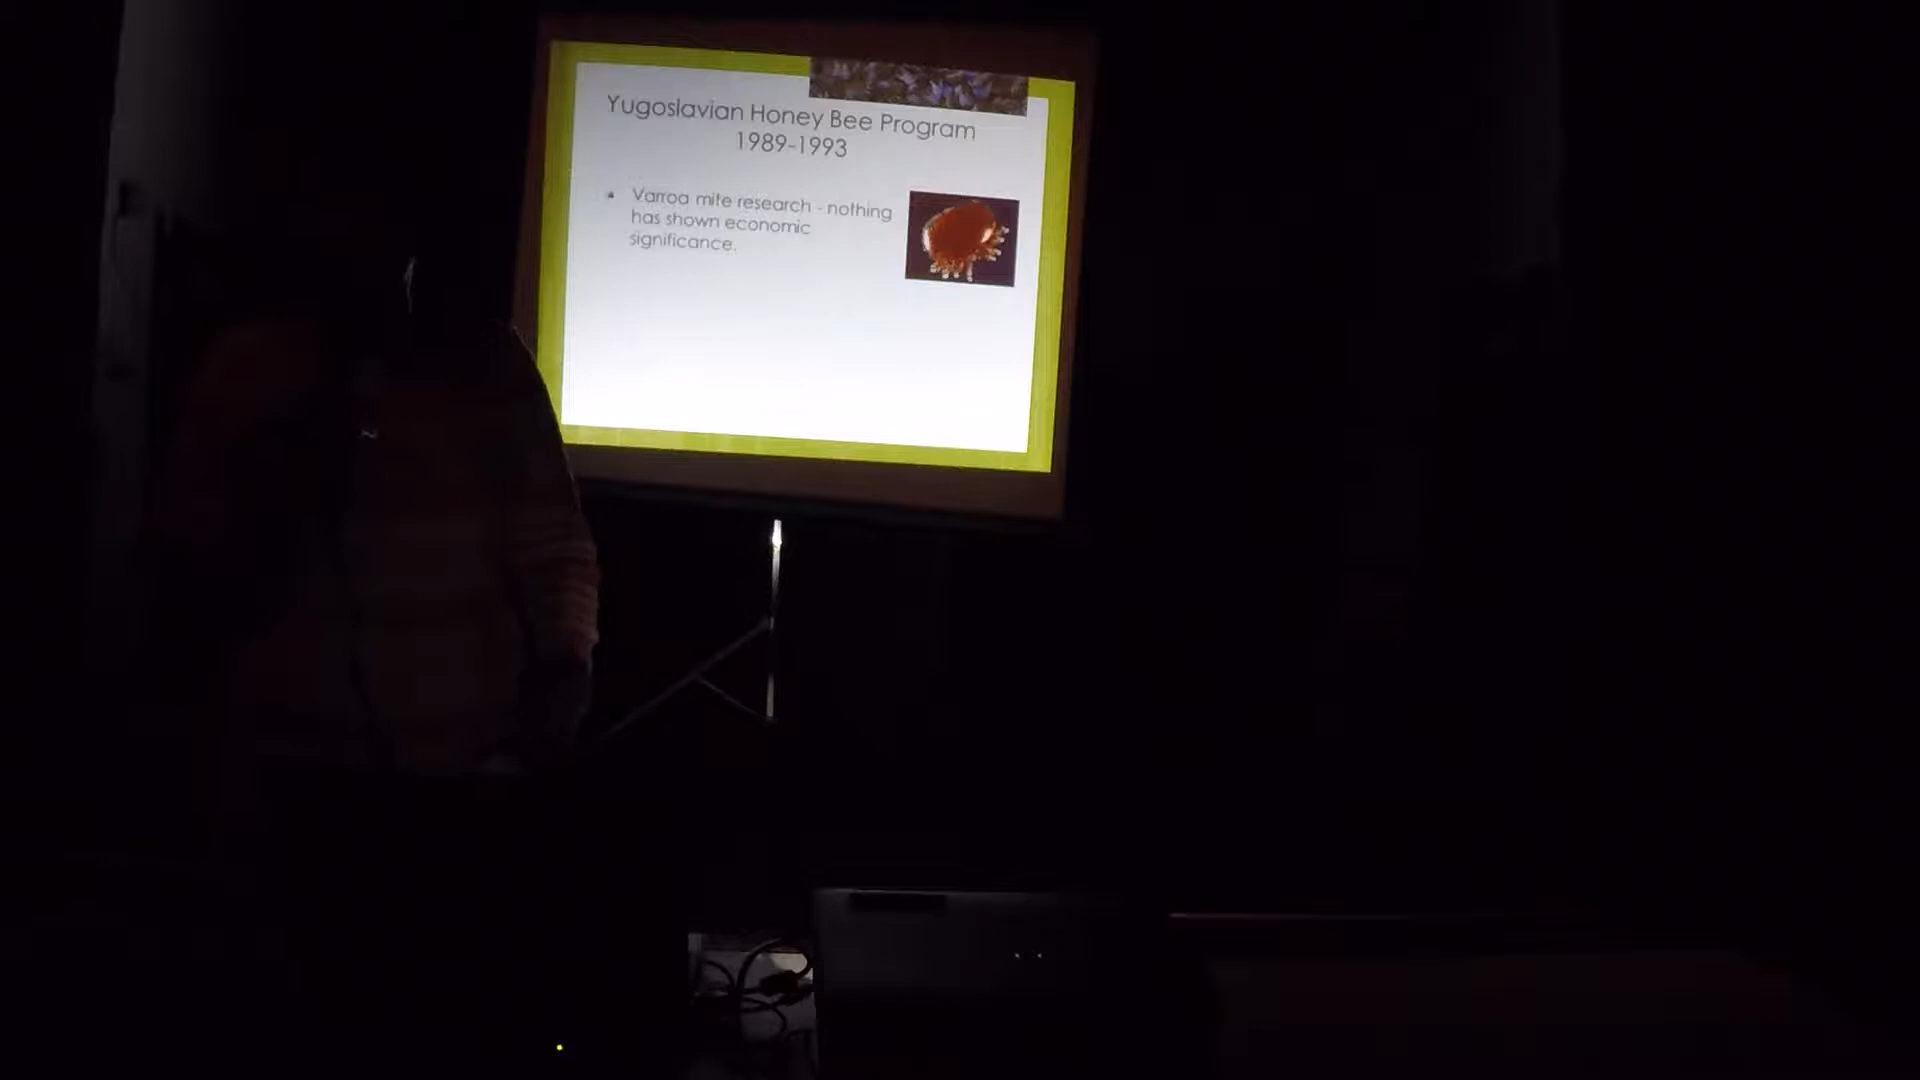 Yugoslavian Honey Bee Program
1989-1993
Varroa mite research - nothing
has shown economic
significance.